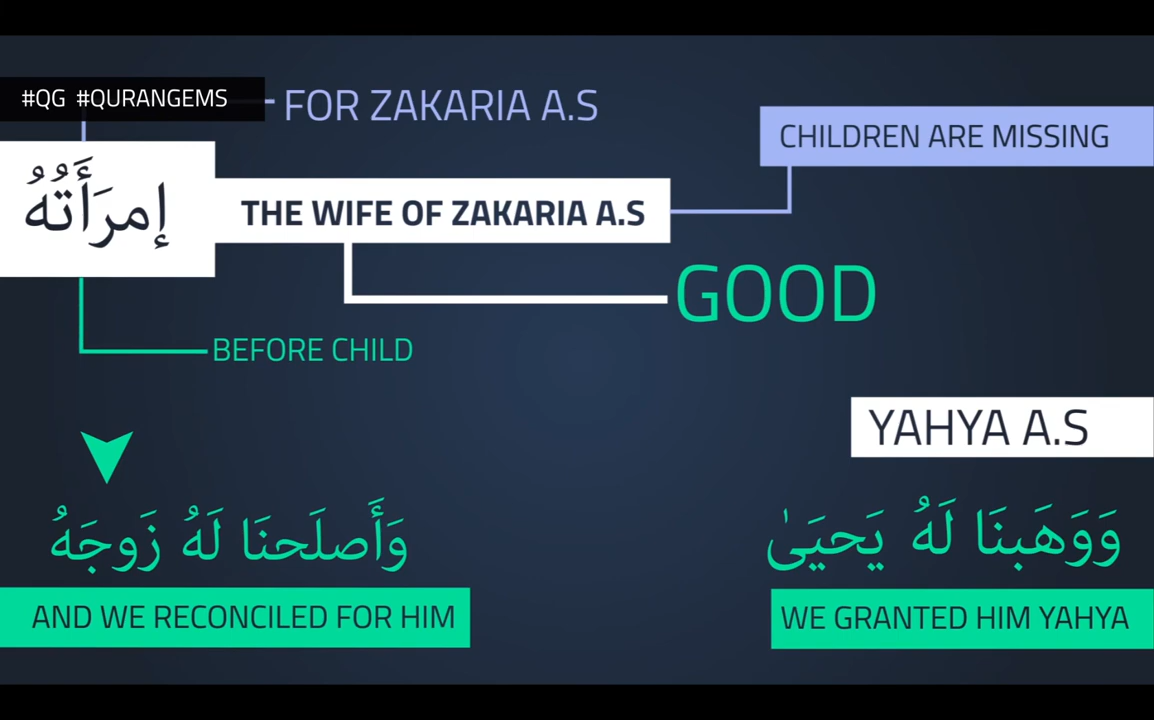 #QG #QURANGEMS
FOR ZAKARIA A.S
CHILDREN ARE MISSING
إمرَأَتُهُ
THE WIFE OF ZAKARIA A.S
GOOD
BEFORE CHILD
YAHYA A.S
وَأَصلَحنَا لَهُ زَوجَهُ
وَوَهَبنَا لَهُ يَحيَىٰ
AND WE RECONCILED FOR HIM
WE GRANTED HIM YAHYA